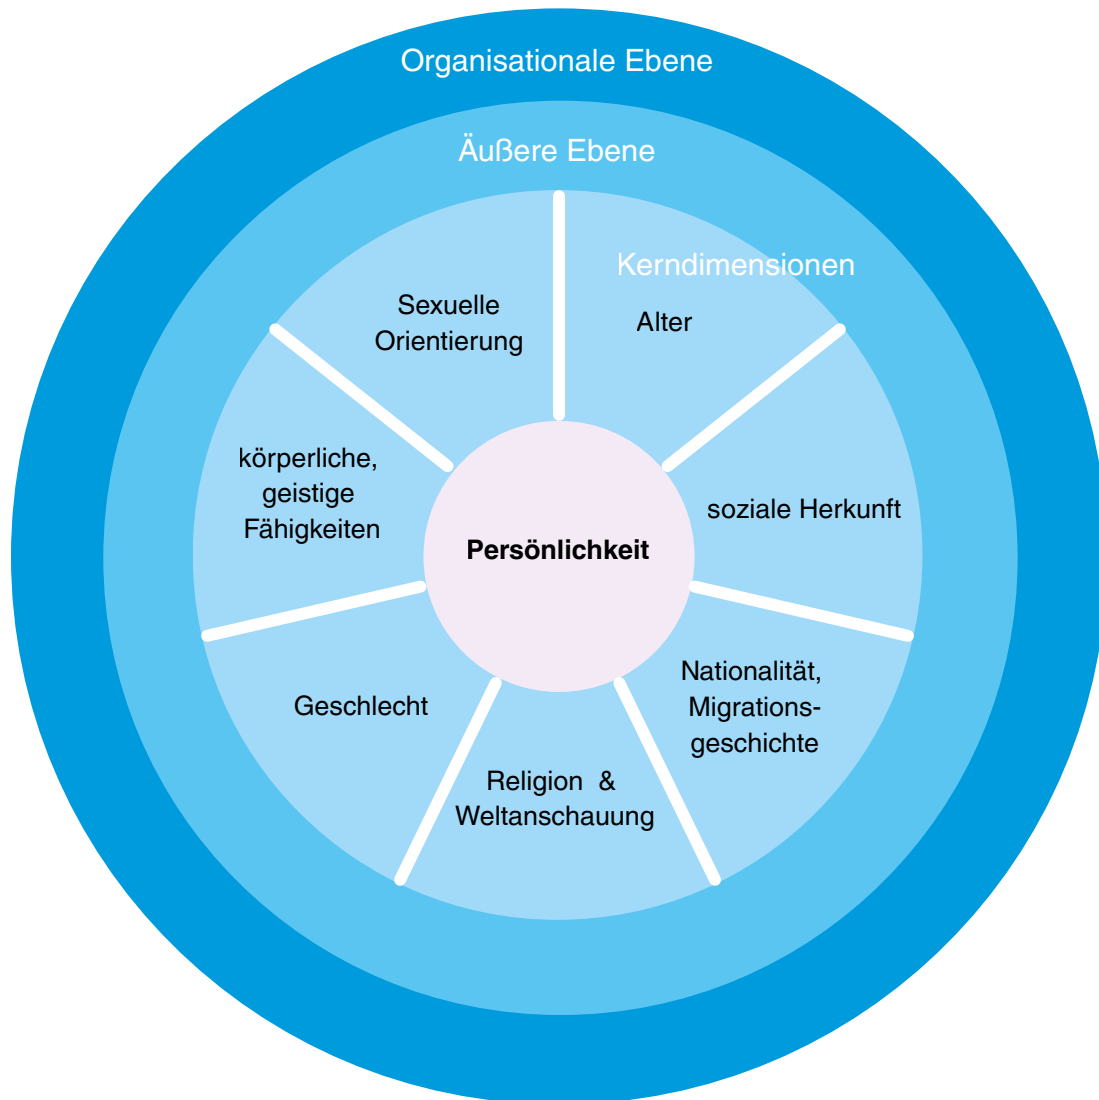 Organisationale Ebene
Äußere Ebene
Kerndimensionen
Alter
Sexuelle
Orientierung
körperliche,
geistige
Fähigkeiten
soziale Herkunft
Persönlichkeit
Nationalität,
Migrations-
geschichte
Geschlecht
Religion &
Weltanschauung